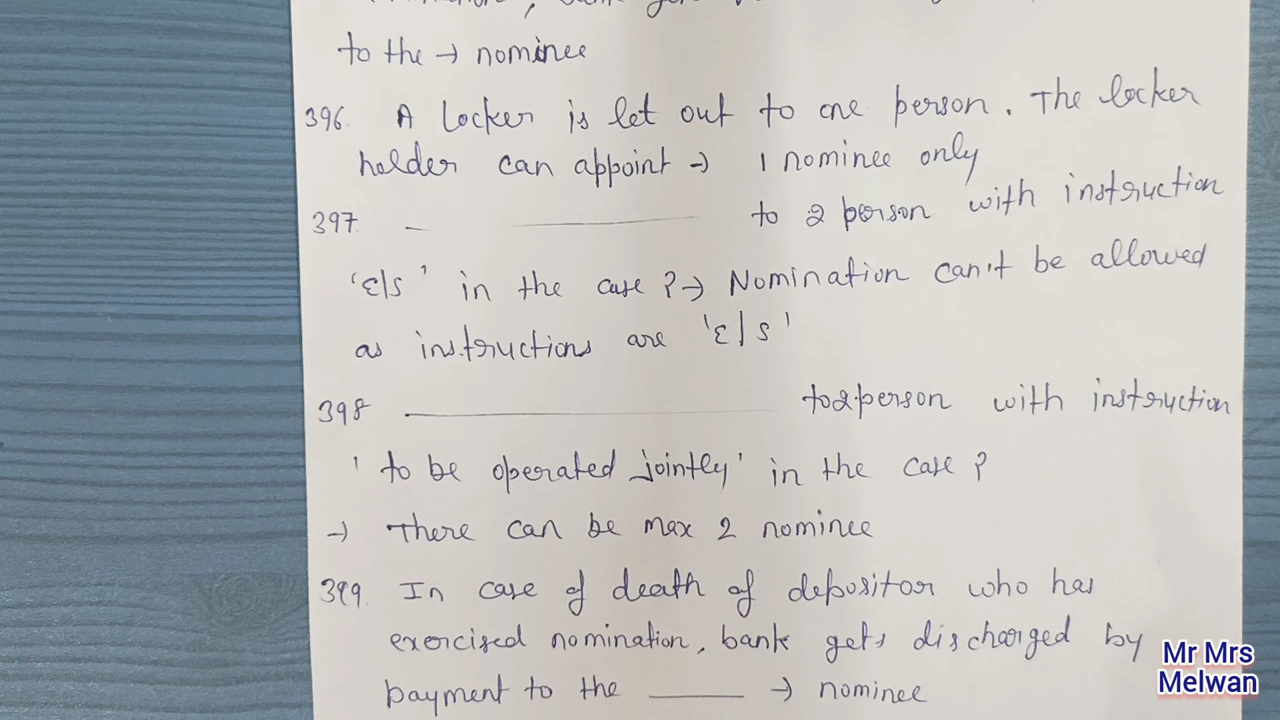 to the → nominee
396. A locker is let out to one person. The locker
holder can appoint → 1 nominee only
397. — ——— to 2 person with instruction
'E/S' in the case ? → Nomination can't be allowed
as instructions are 'E/S'
398 ——— to 2 person with instruction
' to be operated jointly' in the case ?
→ There can be max 2 nominee
399. In case of death of depositor who has
exercised nomination, bank gets discharged by
payment to the ______ → nominee
Mr Mrs
Melwan